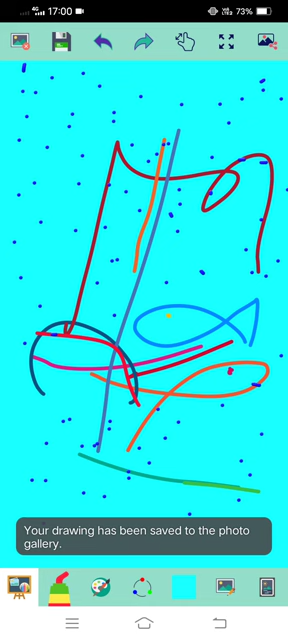 4G 17:00 VoLTE 73%
Your drawing has been saved to the photo
gallery.